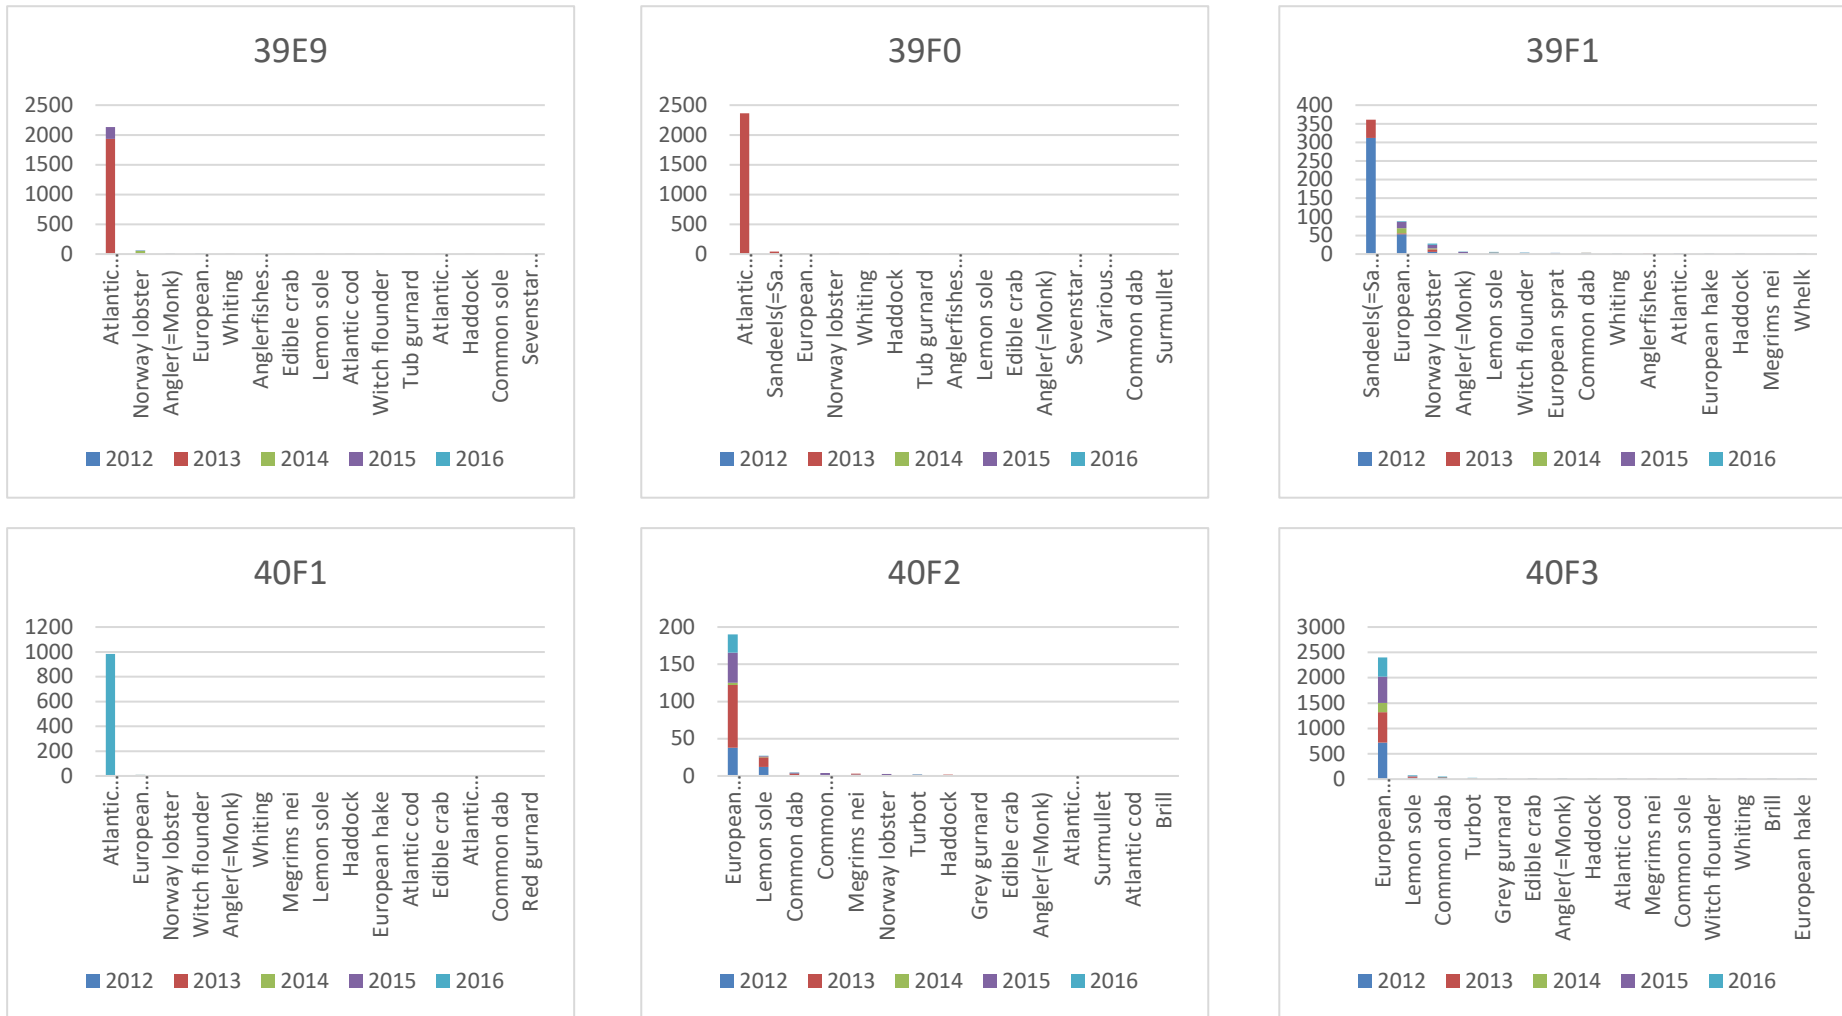 39E9
2500
2000
1500
1000
500
0
Atlantic…
Norway lobster
Angler(=Monk)
European…
Whiting
Anglerfishes…
Edible crab
Lemon sole
Atlantic cod
Witch flounder
Tub gurnard
Atlantic…
Haddock
Common sole
Sevenstar…
2012 2013 2014 2015 2016
39F0
2500
2000
1500
1000
500
0
Atlantic…
Sandeels(=Sa…
European…
Norway lobster
Whiting
Haddock
Tub gurnard
Anglerfishes…
Lemon sole
Edible crab
Angler(=Monk)
Sevenstar…
Various…
Common dab
Surmullet
2012 2013 2014 2015 2016
39F1
400
350
300
250
200
150
100
50
0
Sandeels(=Sa…
European…
Norway lobster
Angler(=Monk)
Lemon sole
Witch flounder
European sprat
Common dab
Whiting
Anglerfishes…
Atlantic…
European hake
Haddock
Megrims nei
Whelk
2012 2013 2014 2015 2016
40F1
1200
1000
800
600
400
200
0
Atlantic…
European…
Norway lobster
Witch flounder
Angler(=Monk)
Whiting
Megrims nei
Lemon sole
Haddock
European hake
Atlantic cod
Edible crab
Atlantic…
Common dab
Red gurnard
2012 2013 2014 2015 2016
40F2
200
150
100
50
0
European…
Lemon sole
Common dab
Common…
Megrims nei
Norway lobster
Turbot
Haddock
Grey gurnard
Edible crab
Angler(=Monk)
Atlantic…
Surmullet
Atlantic cod
Brill
2012 2013 2014 2015 2016
40F3
3000
2500
2000
1500
1000
500
0
European…
Lemon sole
Common dab
Turbot
Grey gurnard
Edible crab
Angler(=Monk)
Haddock
Atlantic cod
Megrims nei
Common sole
Witch flounder
Whiting
Brill
European hake
2012 2013 2014 2015 2016